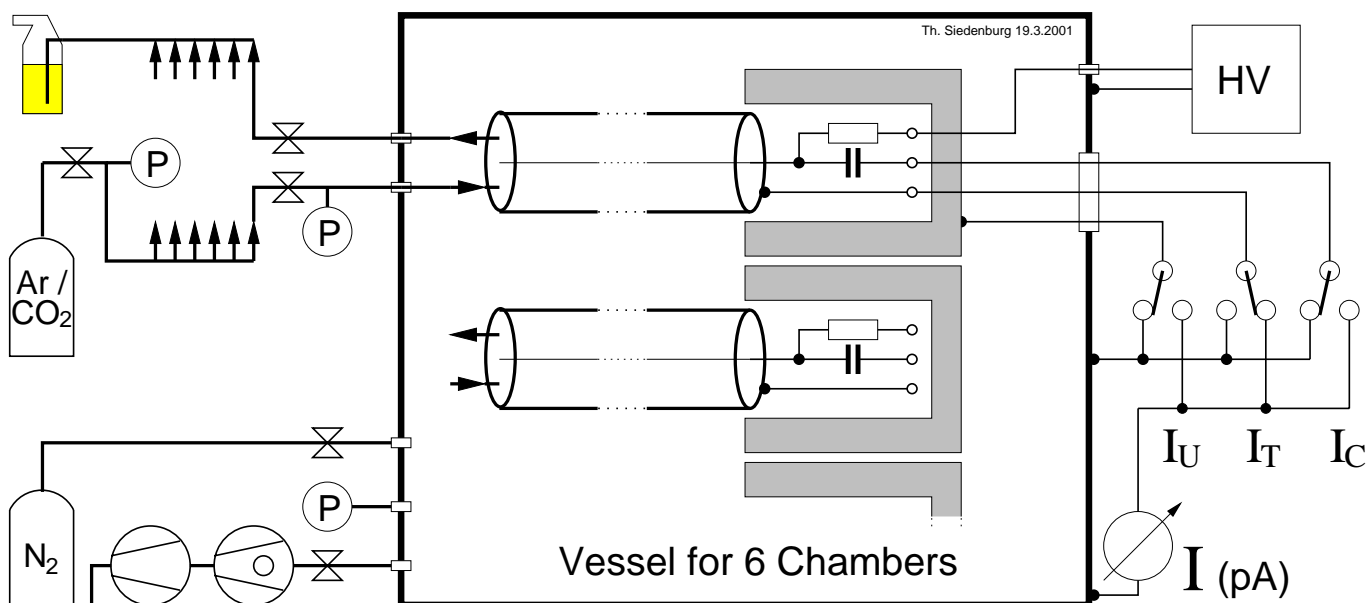 Th. Siedenburg 19.3.2001
HV
P
P
Ar /
CO2
IU
IT
IC
P
N2
Vessel for 6 Chambers
I (pA)